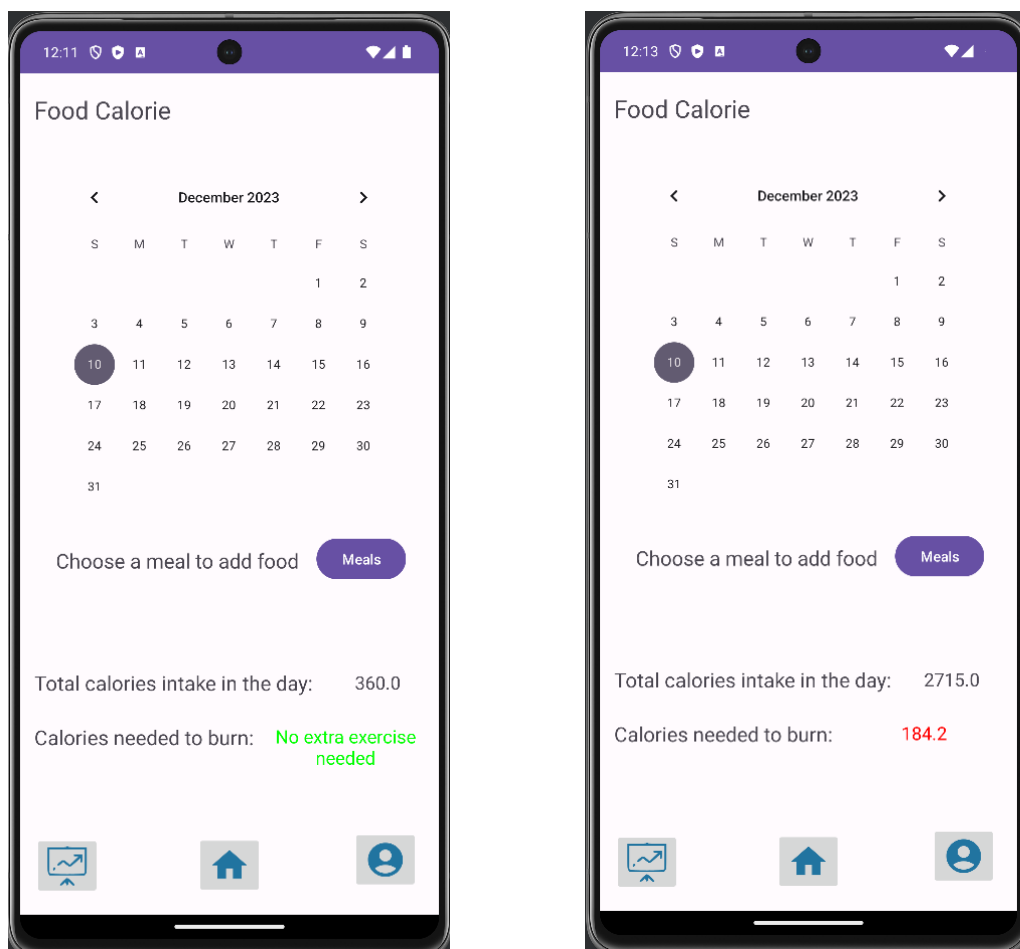 12:11
Food Calorie
December 2023
S M T W T F S
1 2
3 4 5 6 7 8 9
10 11 12 13 14 15 16
17 18 19 20 21 22 23
24 25 26 27 28 29 30
31
Choose a meal to add food Meals
Total calories intake in the day: 360.0
Calories needed to burn: No extra exercise
needed
12:13
Food Calorie
December 2023
S M T W T F S
1 2
3 4 5 6 7 8 9
10 11 12 13 14 15 16
17 18 19 20 21 22 23
24 25 26 27 28 29 30
31
Choose a meal to add food Meals
Total calories intake in the day: 2715.0
Calories needed to burn: 184.2